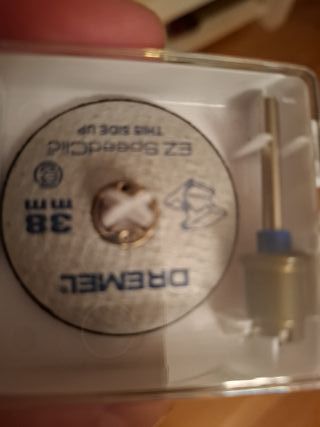 DREMEL
38 mm
EZ SpeedClic
THIS SIDE UP